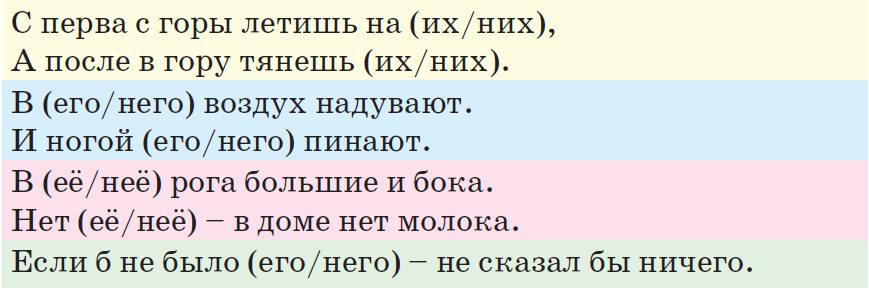 С перва с горы летишь на (их/них),
А после в гору тянешь (их/них).
В (его/него) воздух надувают.
И ногой (его/него) пинают.
В (её/неё) рога большие и бока.
Нет (её/неё) – в доме нет молока.
Если б не было (его/него) – не сказал бы ничего.